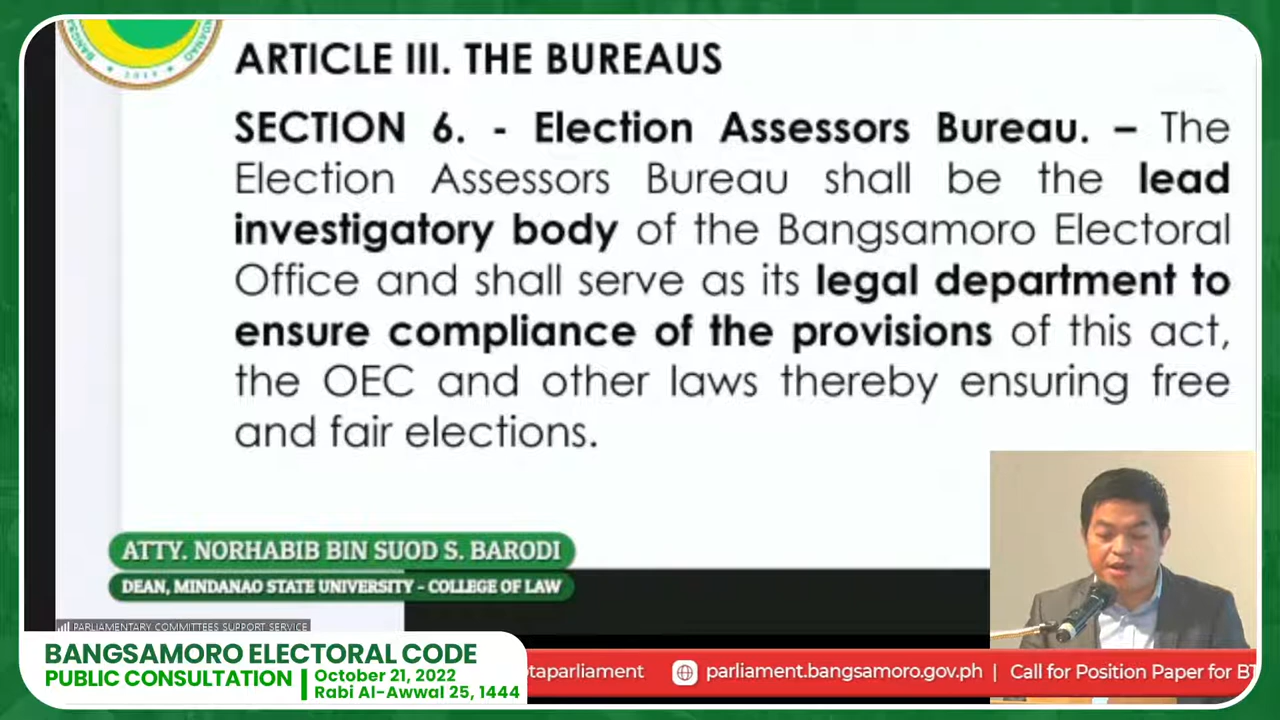 ARTICLE III. THE BUREAUS
SECTION 6. - Election Assessors Bureau. – The
Election Assessors Bureau shall be the lead
investigatory body of the Bangsamoro Electoral
Office and shall serve as its legal department to
ensure compliance of the provisions of this act,
the OEC and other laws thereby ensuring free
and fair elections.
ATTY. NORHABIB BIN SUOD S. BARODI
DEAN, MINDANAO STATE UNIVERSITY - COLLEGE OF LAW
PARLIAMENTARY COMMITTEES SUPPORT SERVICE
BANGSAMORO ELECTORAL CODE
PUBLIC CONSULTATION
October 21, 2022
Rabi Al-Awwal 25, 1444
otaparliament parliament.bangsamoro.gov.ph | Call for Position Paper for BT